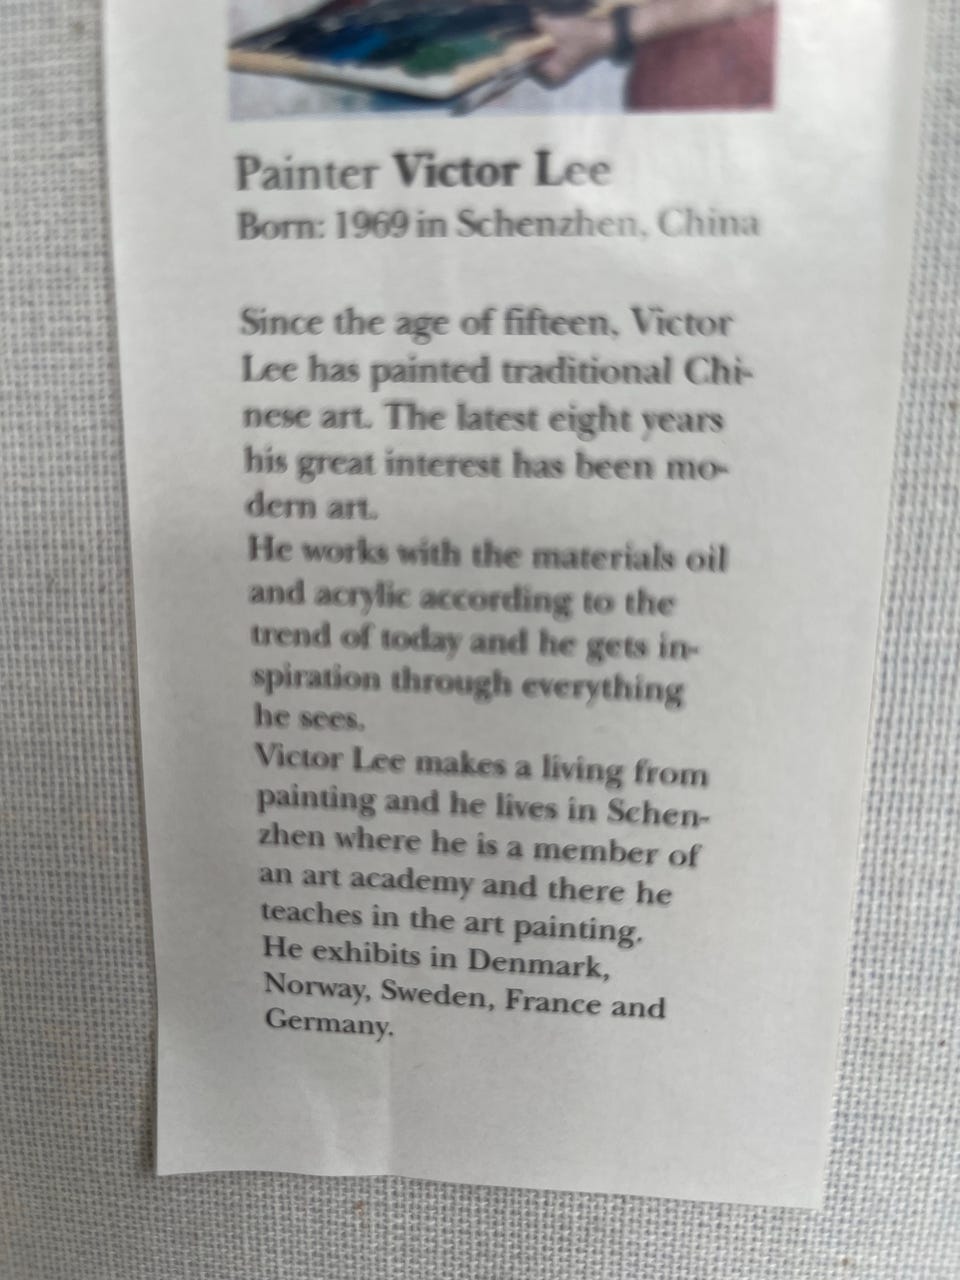 Painter Victor Lee
Born: 1969 in Schenzhen, China
Since the age of fifteen, Victor
Lee has painted traditional Chi-
nese art. The latest eight years
his great interest has been mo-
dern art.
He works with the materials oil
and acrylic according to the
trend of today and he gets in-
spiration through everything
he sees.
Victor Lee makes a living from
painting and he lives in Schen-
zhen where he is a member of
an art academy and there he
teaches in the art painting.
He exhibits in Denmark,
Norway, Sweden, France and
Germany.